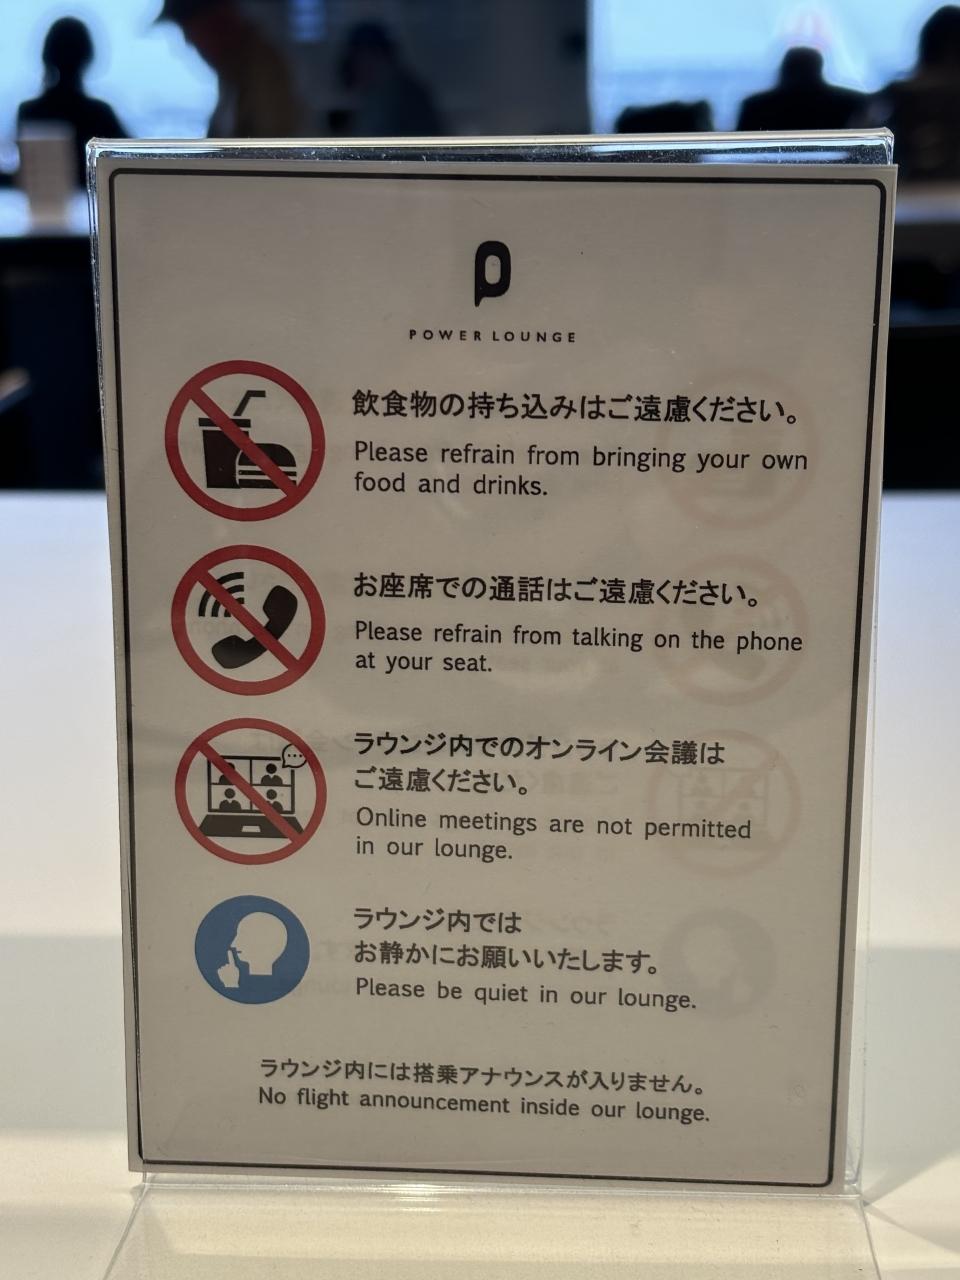 POWER LOUNGE
飲食物の持ち込みはご遠慮ください。
Please refrain from bringing your own
food and drinks.
お座席での通話はご遠慮ください。
Please refrain from talking on the phone
at your seat.
ラウンジ内でのオンライン会議は
ご遠慮ください。
Online meetings are not permitted
in our lounge.
ラウンジ内では
お静かにお願いいたします。
Please be quiet in our lounge.
ラウンジ内には搭乗アナウンスが入りません。
No flight announcement inside our lounge.